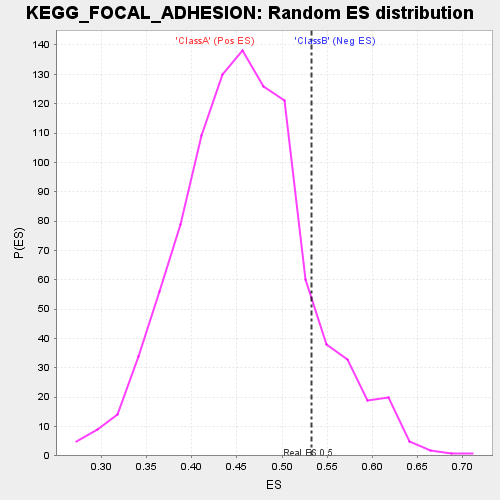 KEGG_FOCAL_ADHESION: Random ES distribution
'ClassA' (Pos ES)
'ClassB' (Neg ES)
140
130
120
110
100
90
80
70
60
50
40
30
20
10
0
P(ES)
Real ES 0.5
0.30 0.35 0.40 0.45 0.50 0.55 0.60 0.65 0.70
ES